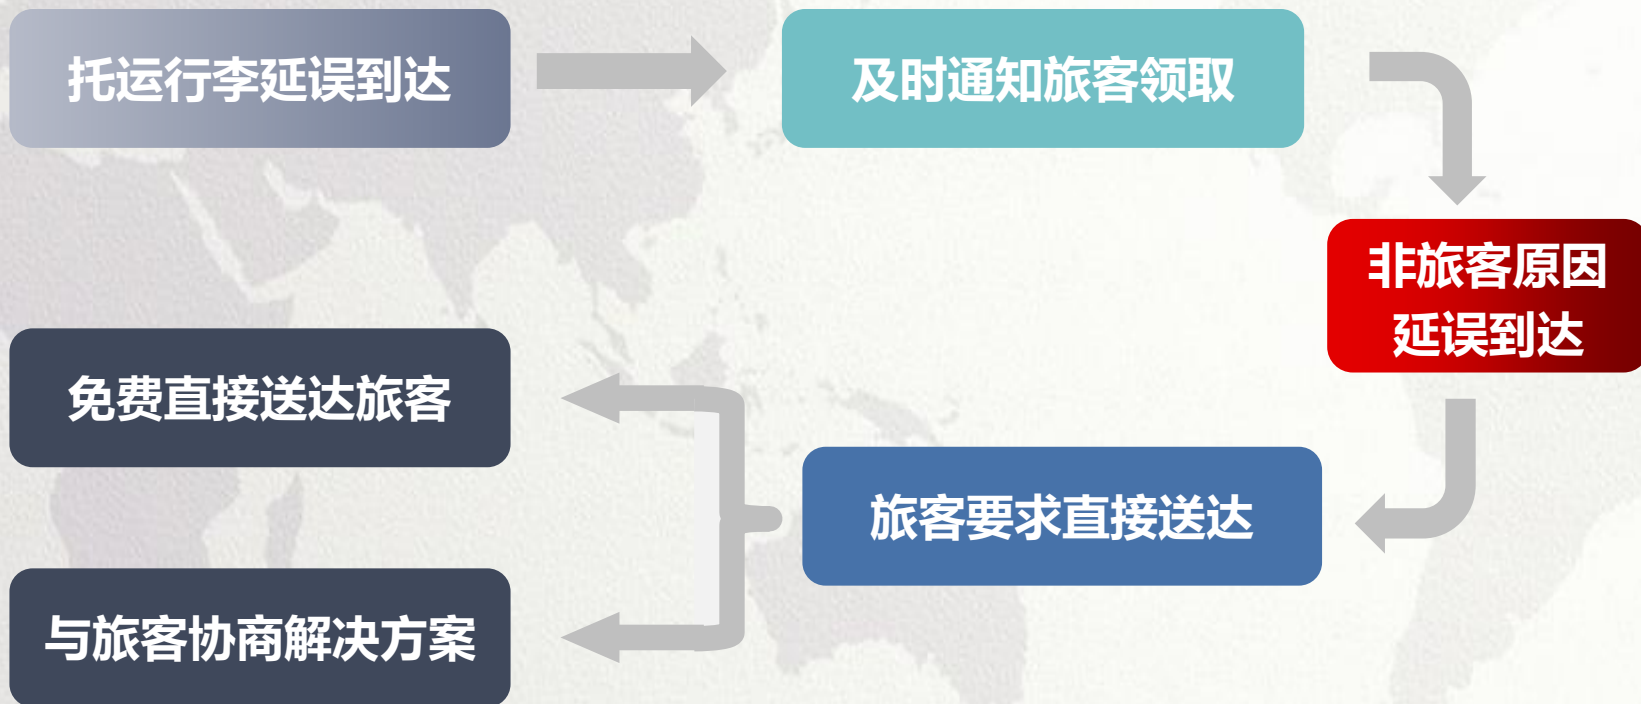 托运行李延误到达
及时通知旅客领取
非旅客原因
延误到达
旅客要求直接送达
免费直接送达旅客
与旅客协商解决方案